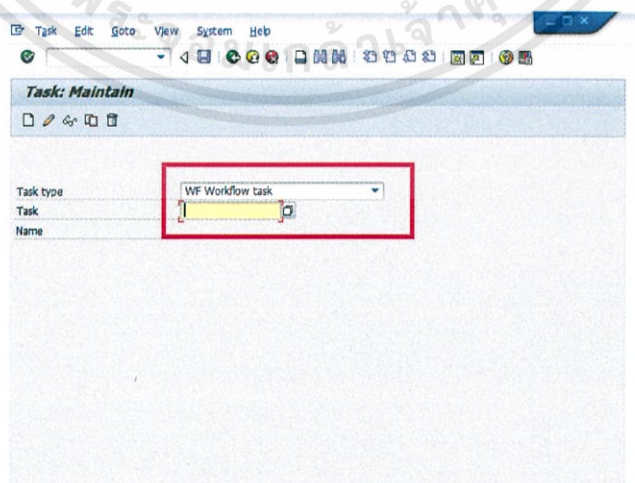 Task Edit Goto View System Help
Task: Maintain
Task type WF Workflow task
Task
Name